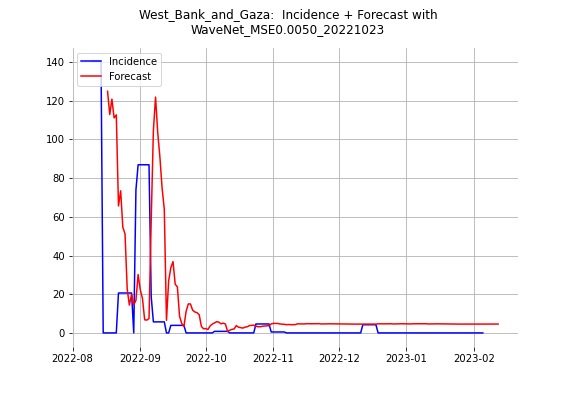 West_Bank_and_Gaza:  Incidence + Forecast with
WaveNet_MSE0.0050_20221023
Incidence
Forecast
140
120
100
80
60
40
20
0
2022-08 2022-09 2022-10 2022-11 2022-12 2023-01 2023-02